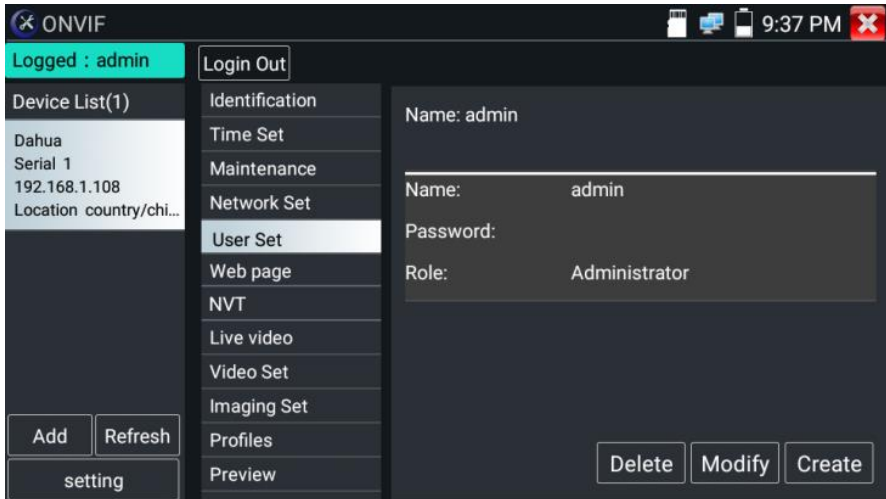 ONVIF
9:37 PM
Logged : admin
Login Out
Device List(1)
Dahua
Serial 1
192.168.1.108
Location country/chi...
Add
Refresh
setting
Identification
Time Set
Maintenance
Network Set
User Set
Web page
NVT
Live video
Video Set
Imaging Set
Profiles
Preview
Name: admin
Name: admin
Password:
Role: Administrator
Delete
Modify
Create